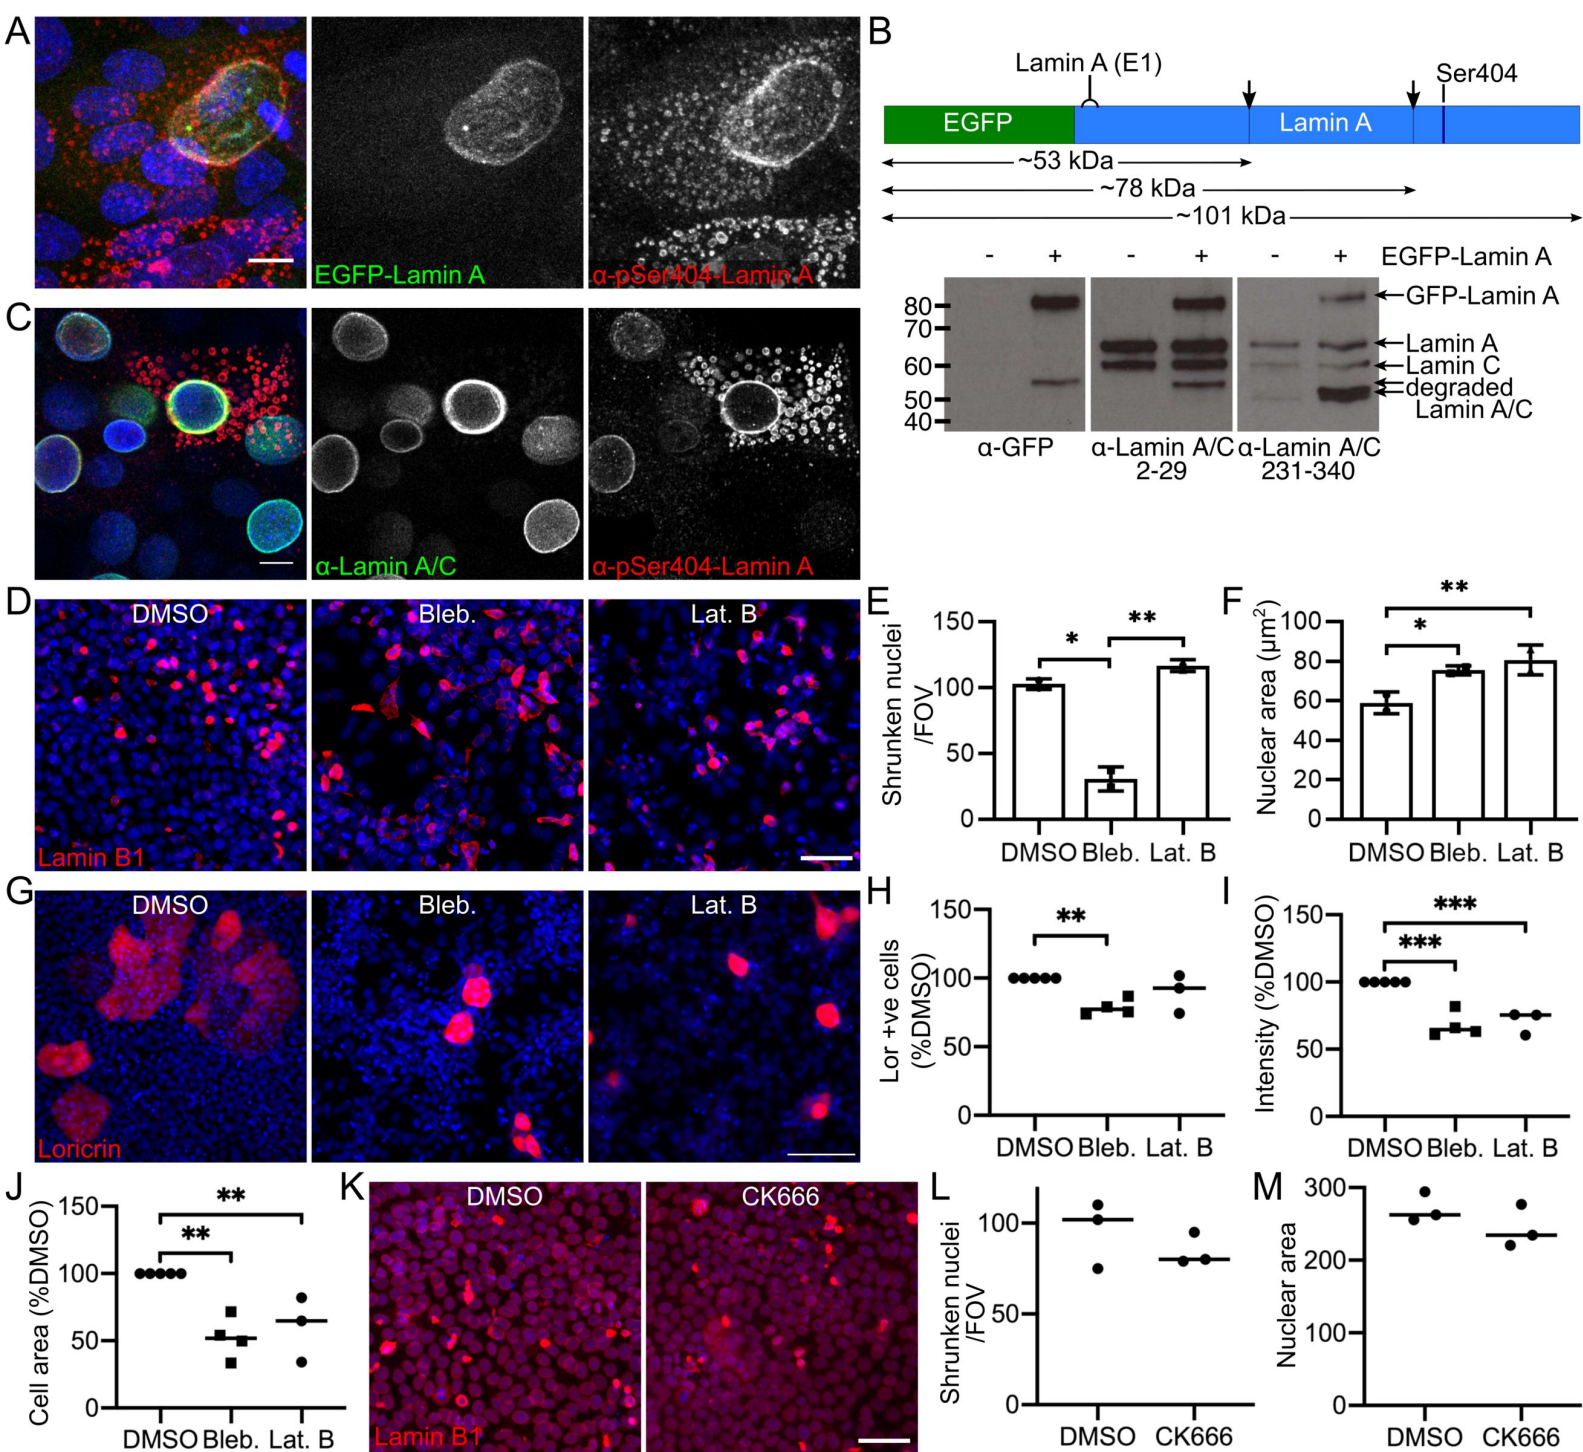 A
EGFP-Lamin A
α-pSer404-Lamin A
B
Lamin A (E1)
Ser404
EGFP
Lamin A
~53 kDa
~78 kDa
~101 kDa
- + - + - + EGFP-Lamin A
80
70
60
50
40
GFP-Lamin A
Lamin A
Lamin C
degraded
Lamin A/C
α-GFP
α-Lamin A/C
2-29
α-Lamin A/C
231-340
C
α-Lamin A/C
α-pSer404-Lamin A
D
DMSO
Bleb.
Lat. B
Lamin B1
E
Shrunken nuclei
/FOV
150
100
50
0
*
**
DMSO Bleb. Lat. B
F
Nuclear area (μm²)
100
80
60
40
20
0
**
*
DMSO Bleb. Lat. B
G
DMSO
Bleb.
Lat. B
Loricrin
H
Lor +ve cells
(%DMSO)
150
100
50
0
**
DMSO Bleb. Lat. B
I
Intensity (%DMSO)
150
100
50
0
***
***
DMSO Bleb. Lat. B
J
Cell area (%DMSO)
150
100
50
0
**
**
DMSO Bleb. Lat. B
K
DMSO
CK666
Lamin B1
L
Shrunken nuclei
/FOV
100
50
0
DMSO CK666
M
Nuclear area
300
200
100
0
DMSO CK666